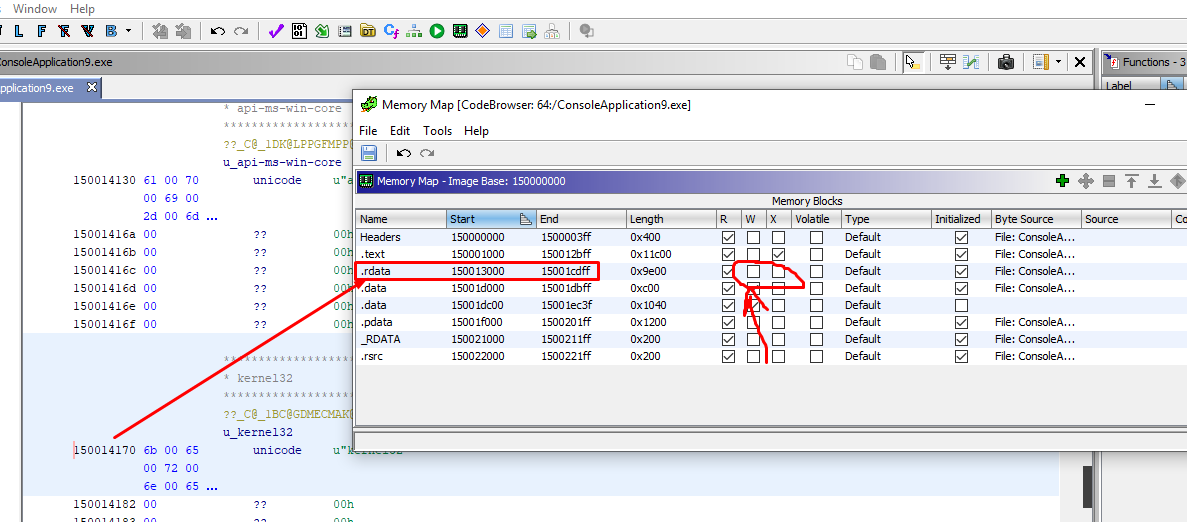 Window Help
L F B
ConsoleApplication9.exe
Functions - 3
pplication9.exe
Label
* api-ms-win-core
??_C@_1DK@LPPGFMPP@
u_api-ms-win-core
150014130 61 00 70 unicode u"a
00 69 00
2d 00 6d ...
15001416a 00 ?? 00h
15001416b 00 ?? 00h
15001416c 00 ?? 00h
15001416d 00 ?? 00h
15001416e 00 ?? 00h
15001416f 00 ?? 00h
* kernel32
??_C@_1BC@GDMECMAK@
u_kernel32
150014170 6b 00 65 unicode u"kernel32
00 72 00
6e 00 65 ...
150014182 00 ?? 00h
150014183 00 ?? 00h
Memory Map [CodeBrowser: 64:/ConsoleApplication9.exe]
File Edit Tools Help
Memory Map - Image Base: 150000000
Memory Blocks
Name Start End Length R W X Volatile Type Initialized Byte Source Source Co
Headers 150000000 1500003ff 0x400 Default File: ConsoleA...
.text 150001000 150012bff 0x11c00 Default File: ConsoleA...
.rdata 150013000 15001cdff 0x9e00 Default File: ConsoleA...
.data 15001d000 15001dbff 0xc00 Default File: ConsoleA...
.data 15001dc00 15001ec3f 0x1040 Default
.pdata 15001f000 1500201ff 0x1200 Default File: ConsoleA...
_RDATA 150021000 1500211ff 0x200 Default File: ConsoleA...
.rsrc 150022000 1500221ff 0x200 Default File: ConsoleA...